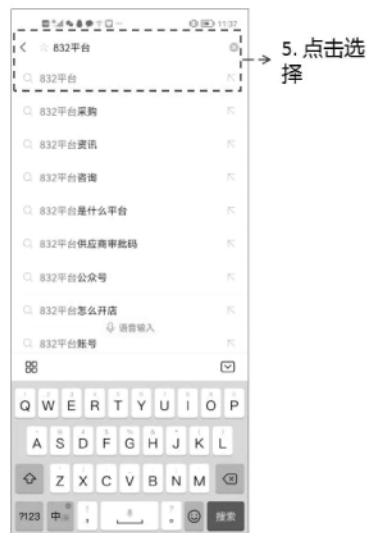 11:37
832平台
832平台
832平台采购
832平台资讯
832平台咨询
832平台是什么平台
832平台供应商审批码
832平台公众号
832平台怎么开店
语音输入
832平台账号
Q W E R T Y U I O P
A S D F G H J K L
Z X C V B N M
?123 中 , 。 搜索
5. 点击选
择